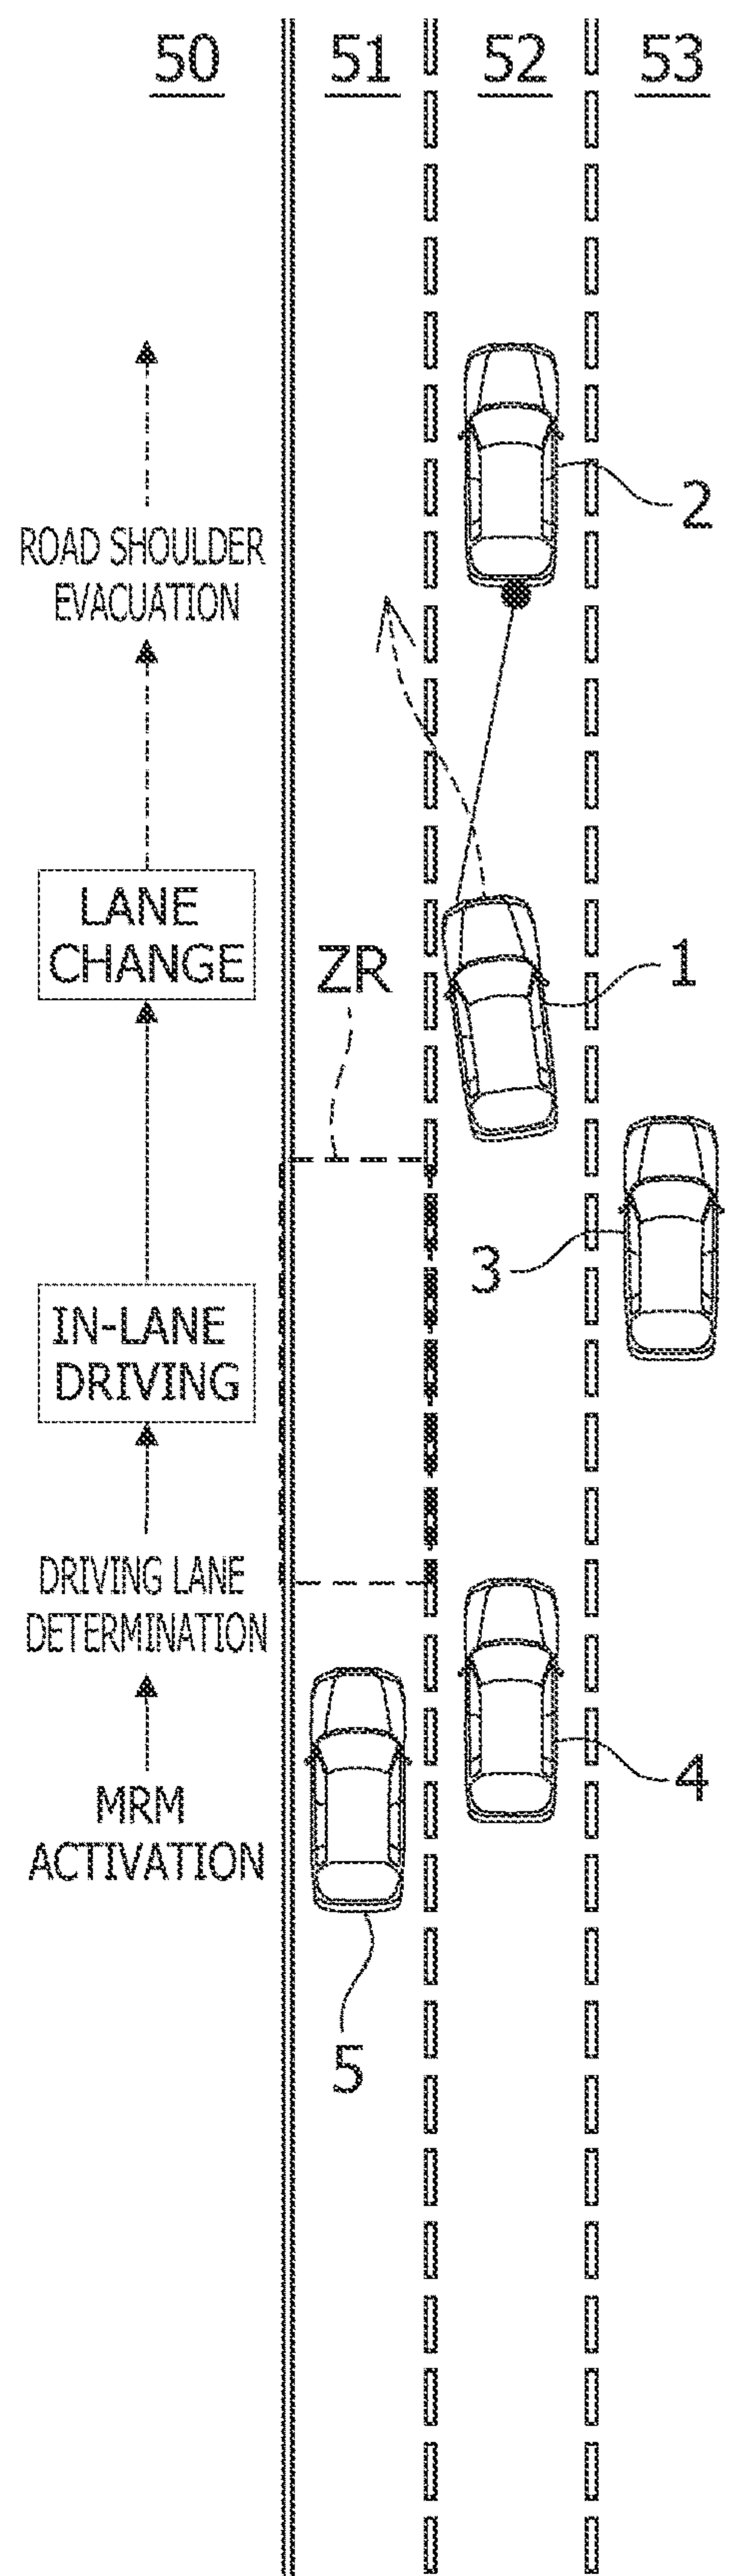 50 51 52 53
2
ROAD SHOULDER
EVACUATION
LANE
CHANGE
ZR
1
3
IN-LANE
DRIVING
DRIVING LANE
DETERMINATION
4
MRM
ACTIVATION
5